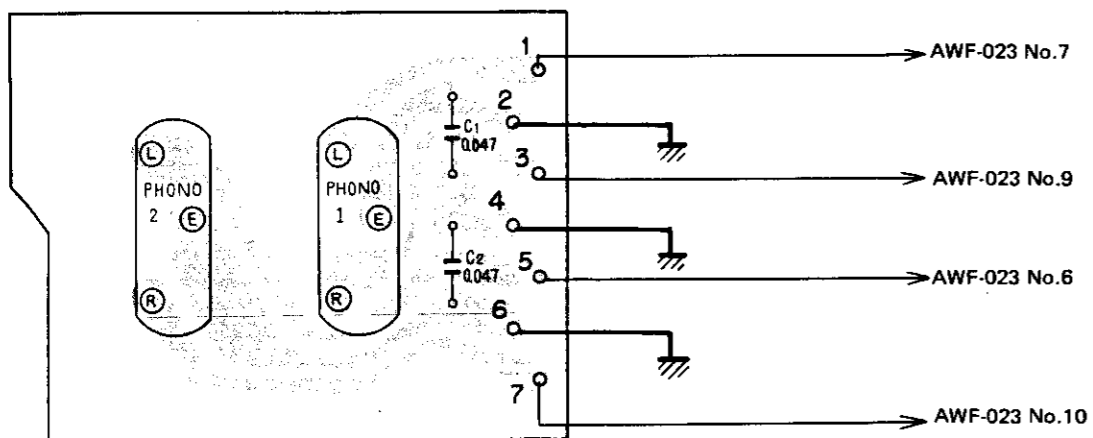 1
AWF-023 No.7
2
C1
0.047
L
L
3
AWF-023 No.9
PHONO
2
E
PHONO
1
E
4
C2
0.047
5
AWF-023 No.6
R
R
6
7
AWF-023 No.10